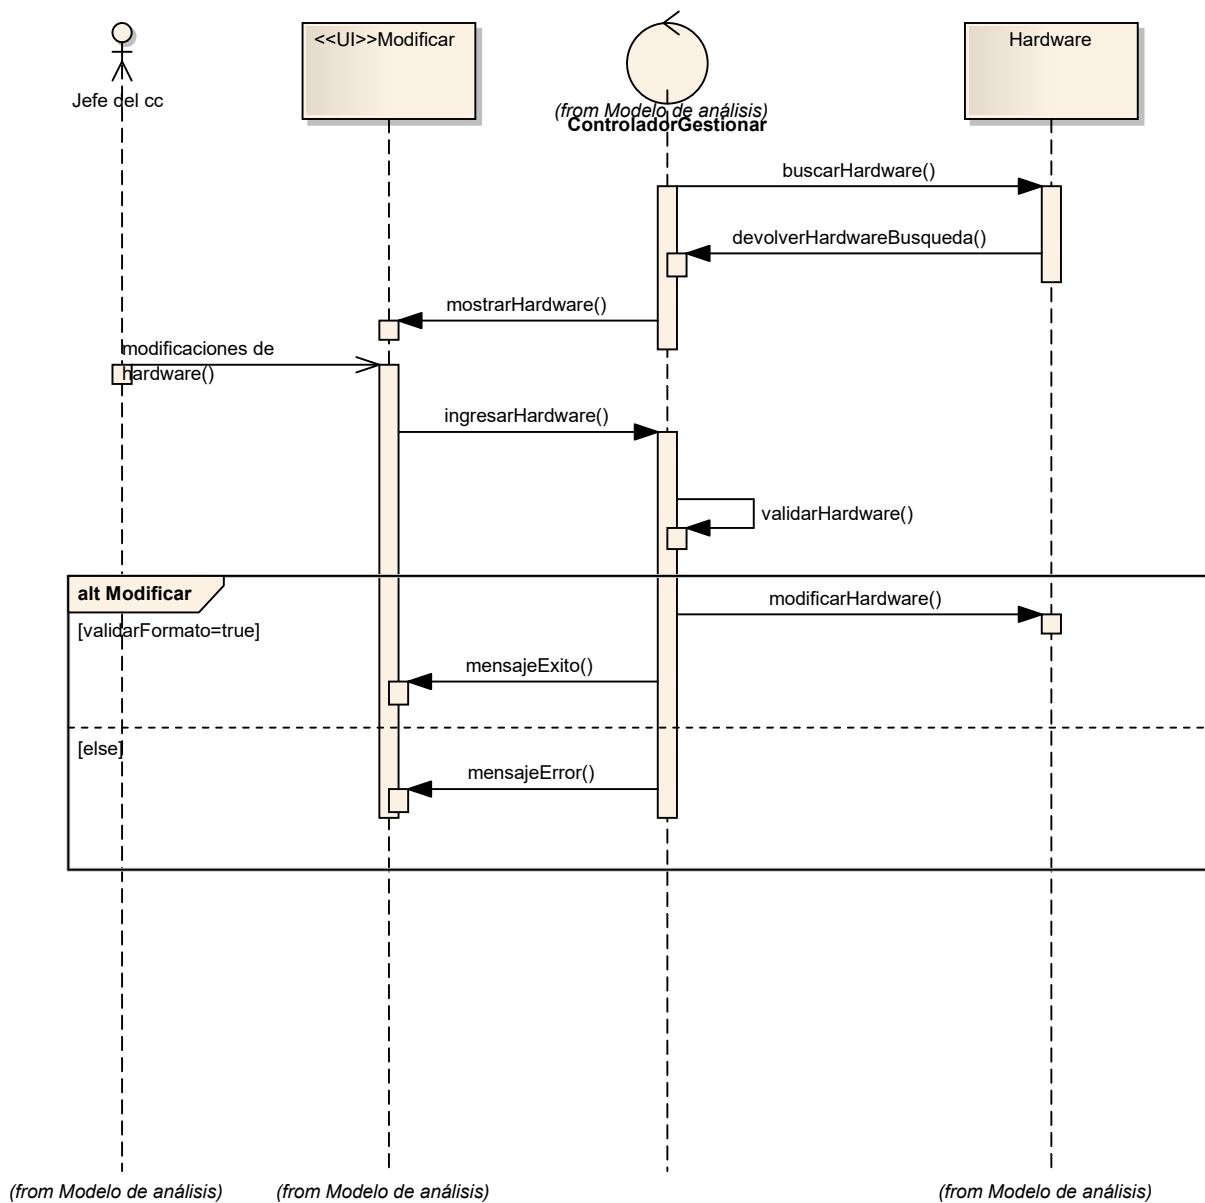 <<UI>>Modificar
Hardware
Jefe del cc
(from Modelo de análisis)
ControladorGestionar
buscarHardware()
devolverHardwareBusqueda()
mostrarHardware()
modificaciones de
hardware()
ingresarHardware()
validarHardware()
alt Modificar
modificarHardware()
[validarFormato=true]
mensajeExito()
[else]
mensajeError()
(from Modelo de análisis)
(from Modelo de análisis)
(from Modelo de análisis)